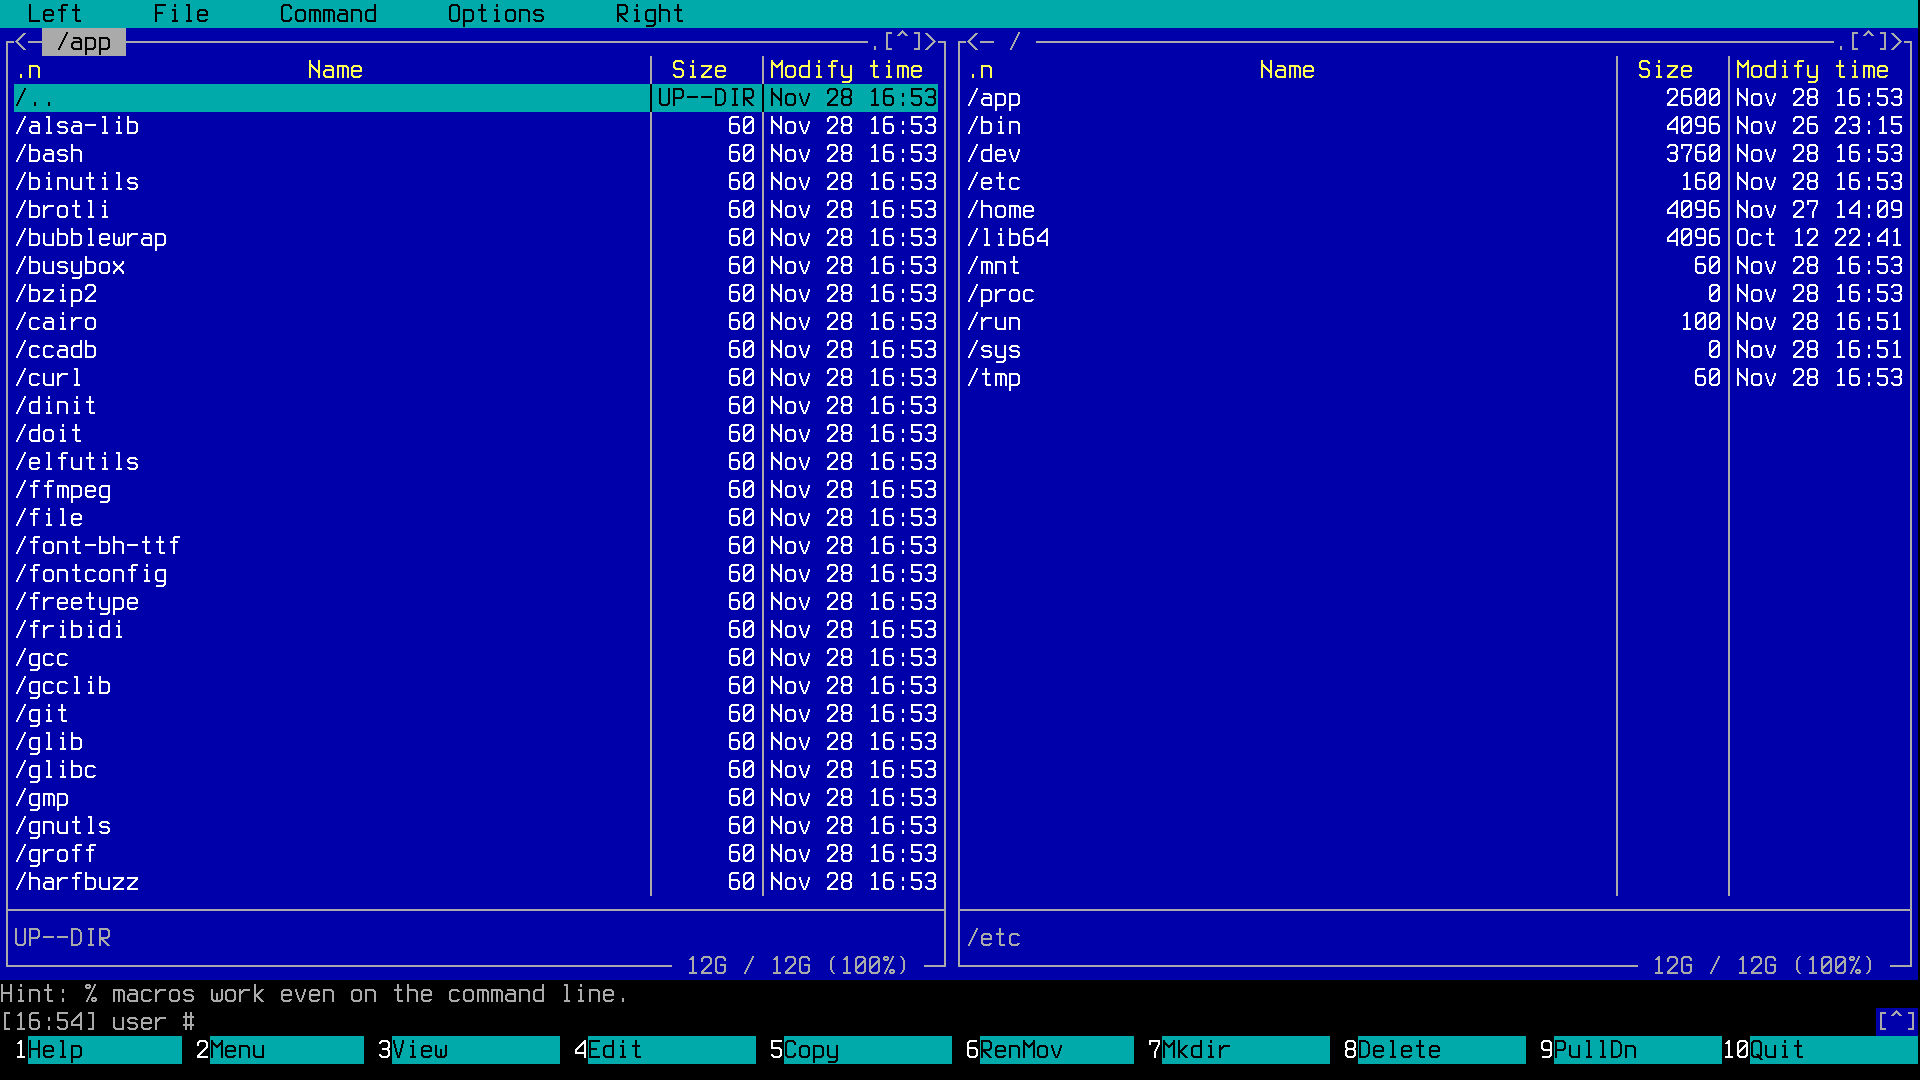 Left File Command Options Right
<─ /app .[^]>
.n Name Size Modify time
/.. UP--DIR Nov 28 16:53
/alsa-lib 60 Nov 28 16:53
/bash 60 Nov 28 16:53
/binutils 60 Nov 28 16:53
/brotli 60 Nov 28 16:53
/bubblewrap 60 Nov 28 16:53
/busybox 60 Nov 28 16:53
/bzip2 60 Nov 28 16:53
/cairo 60 Nov 28 16:53
/ccadb 60 Nov 28 16:53
/curl 60 Nov 28 16:53
/dinit 60 Nov 28 16:53
/doit 60 Nov 28 16:53
/elfutils 60 Nov 28 16:53
/ffmpeg 60 Nov 28 16:53
/file 60 Nov 28 16:53
/font-bh-ttf 60 Nov 28 16:53
/fontconfig 60 Nov 28 16:53
/freetype 60 Nov 28 16:53
/fribidi 60 Nov 28 16:53
/gcc 60 Nov 28 16:53
/gcclib 60 Nov 28 16:53
/git 60 Nov 28 16:53
/glib 60 Nov 28 16:53
/glibc 60 Nov 28 16:53
/gmp 60 Nov 28 16:53
/gnutls 60 Nov 28 16:53
/groff 60 Nov 28 16:53
/harfbuzz 60 Nov 28 16:53
UP--DIR
12G / 12G (100%)
<─ / .[^]>
.n Name Size Modify time
/app 2600 Nov 28 16:53
/bin 4096 Nov 26 23:15
/dev 3760 Nov 28 16:53
/etc 160 Nov 28 16:53
/home 4096 Nov 27 14:09
/lib64 4096 Oct 12 22:41
/mnt 60 Nov 28 16:53
/proc 0 Nov 28 16:53
/run 100 Nov 28 16:51
/sys 0 Nov 28 16:51
/tmp 60 Nov 28 16:53
/etc
12G / 12G (100%)
Hint: % macros work even on the command line.
[16:54] user # [^]
1Help 2Menu 3View 4Edit 5Copy 6RenMov 7Mkdir 8Delete 9PullDn 10Quit